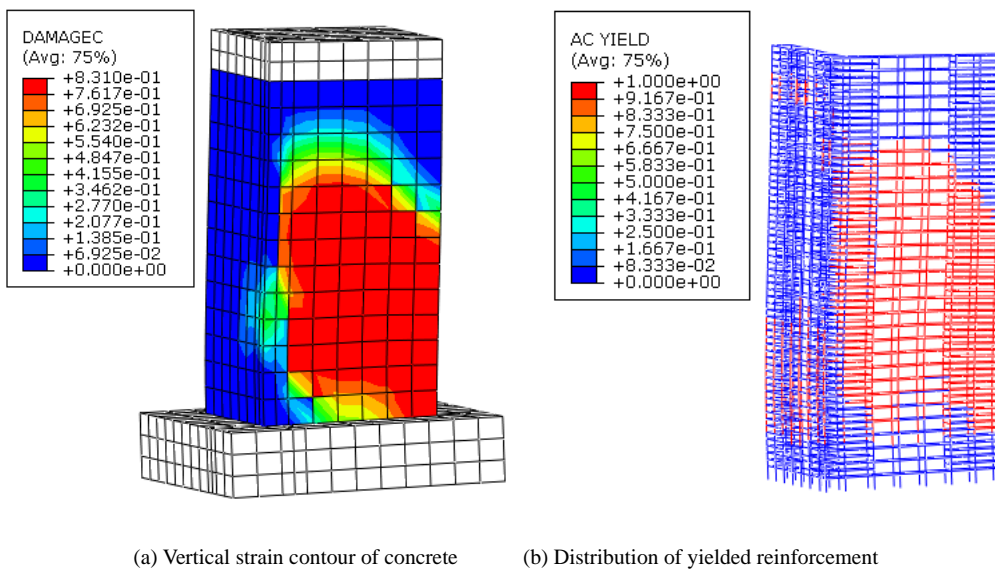 DAMAGEC
(Avg: 75%)
+8.310e-01
+7.617e-01
+6.925e-01
+6.232e-01
+5.540e-01
+4.847e-01
+4.155e-01
+3.462e-01
+2.770e-01
+2.077e-01
+1.385e-01
+6.925e-02
+0.000e+00
AC YIELD
(Avg: 75%)
+1.000e+00
+9.167e-01
+8.333e-01
+7.500e-01
+6.667e-01
+5.833e-01
+5.000e-01
+4.167e-01
+3.333e-01
+2.500e-01
+1.667e-01
+8.333e-02
+0.000e+00
(a) Vertical strain contour of concrete
(b) Distribution of yielded reinforcement